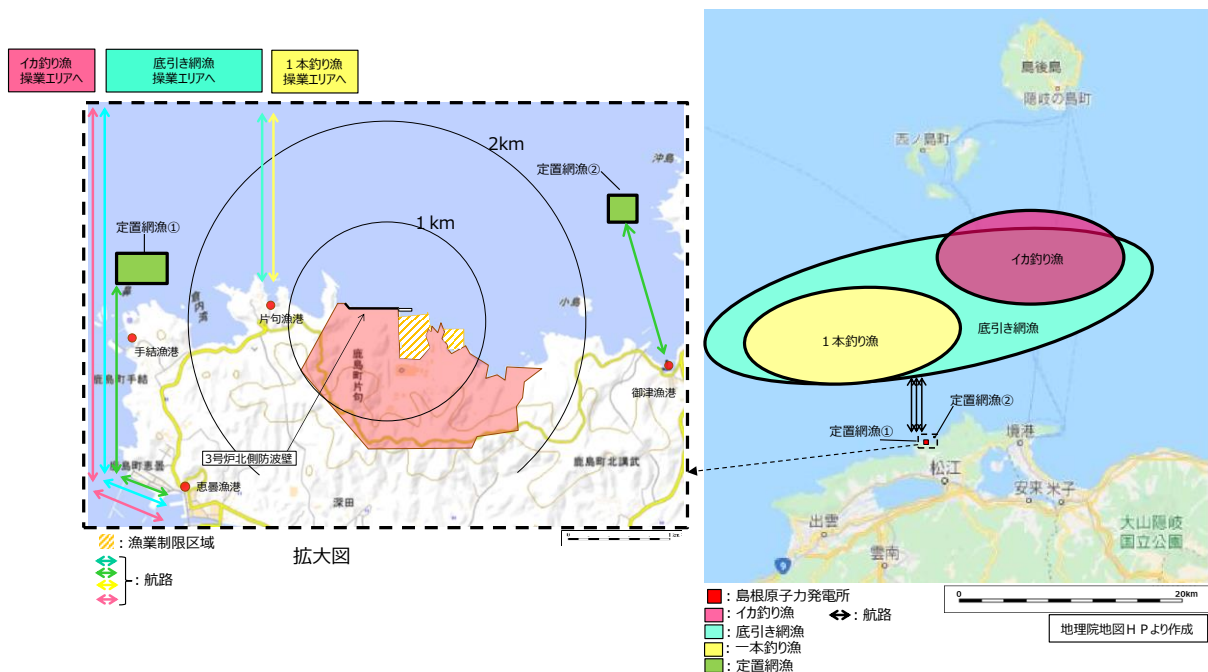 イカ釣り漁
操業エリアへ
底引き網漁
操業エリアへ
1本釣り漁
操業エリアへ
2km
1km
沖島
定置網漁②
定置網漁①
鼻
小島
片句漁港
手結漁港
鹿島町手結
鹿島町片句
御津漁港
3号炉北側防波壁
鹿島町恵曇
恵曇漁港
深田
鹿島町北講武
:漁業制限区域
:航路
拡大図
0
1km
島後島
隠岐の島町
西ノ島町
イカ釣り漁
底引き網漁
1本釣り漁
定置網漁②
定置網漁①
境港
松江
安来
米子
出雲
雲南
大山隠岐
国立公園
9
:島根原子力発電所
:イカ釣り漁
:航路
:底引き網漁
:一本釣り漁
:定置網漁
0
20km
地理院地図HPより作成